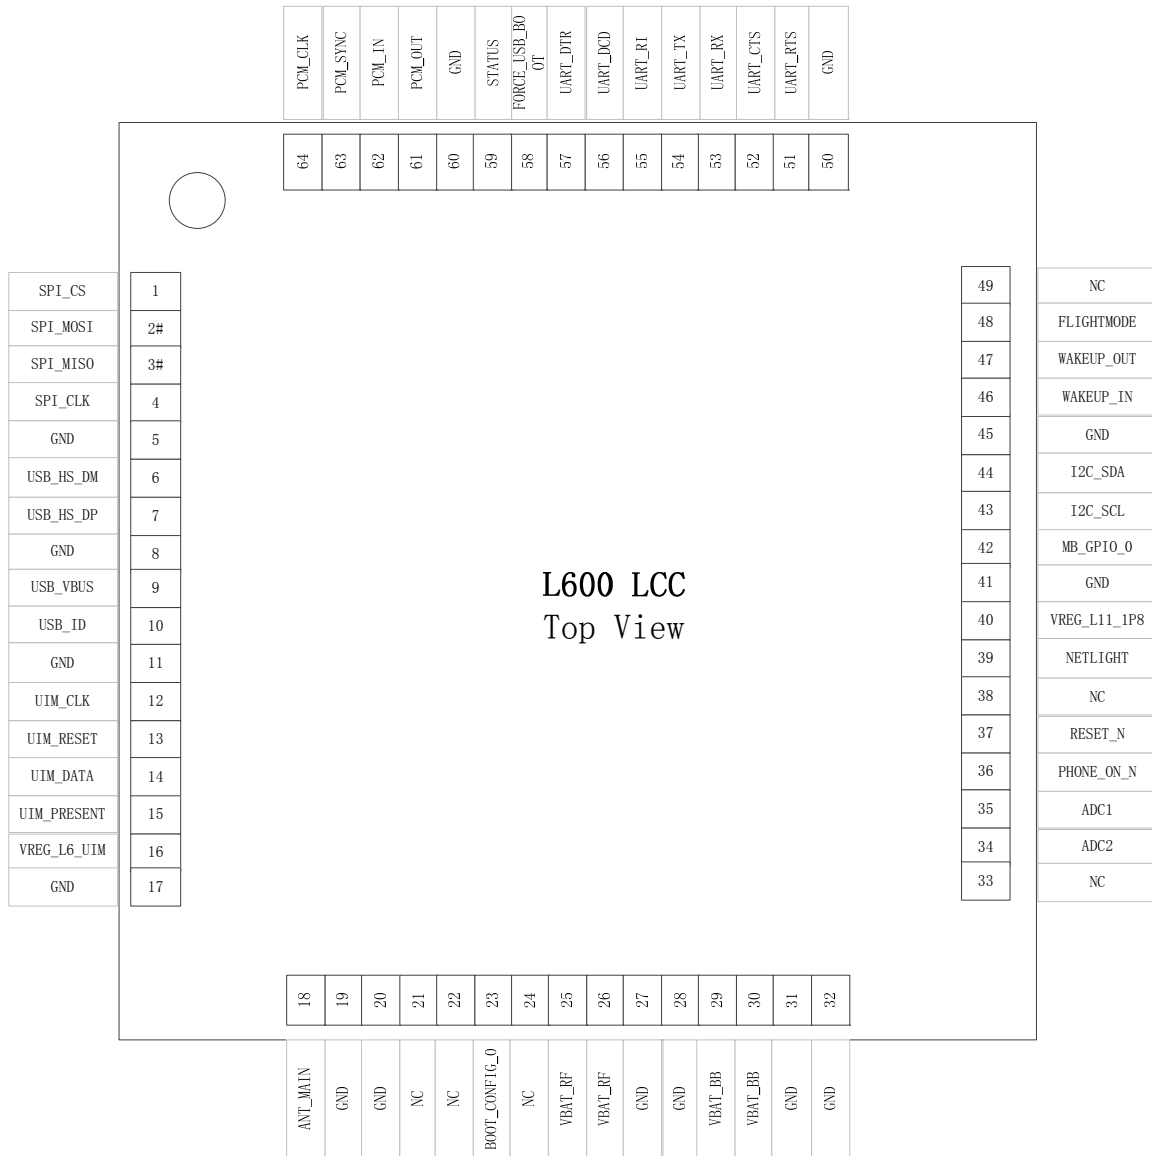 PCM_CLK
PCM_SYNC
PCM_IN
PCM_OUT
GND
STATUS
FORCE_USB_BO
OT
UART_DTR
UART_DCD
UART_RI
UART_TX
UART_RX
UART_CTS
UART_RTS
GND
64 63 62 61 60 59 58 57 56 55 54 53 52 51 50
SPI_CS 1
SPI_MOSI 2#
SPI_MISO 3#
SPI_CLK 4
GND 5
USB_HS_DM 6
USB_HS_DP 7
GND 8
USB_VBUS 9
USB_ID 10
GND 11
UIM_CLK 12
UIM_RESET 13
UIM_DATA 14
UIM_PRESENT 15
VREG_L6_UIM 16
GND 17
L600 LCC
Top View
49 NC
48 FLIGHTMODE
47 WAKEUP_OUT
46 WAKEUP_IN
45 GND
44 I2C_SDA
43 I2C_SCL
42 MB_GPIO_0
41 GND
40 VREG_L11_1P8
39 NETLIGHT
38 NC
37 RESET_N
36 PHONE_ON_N
35 ADC1
34 ADC2
33 NC
18 19 20 21 22 23 24 25 26 27 28 29 30 31 32
ANT_MAIN
GND
GND
NC
NC
BOOT_CONFIG_0
NC
VBAT_RF
VBAT_RF
GND
GND
VBAT_BB
VBAT_BB
GND
GND